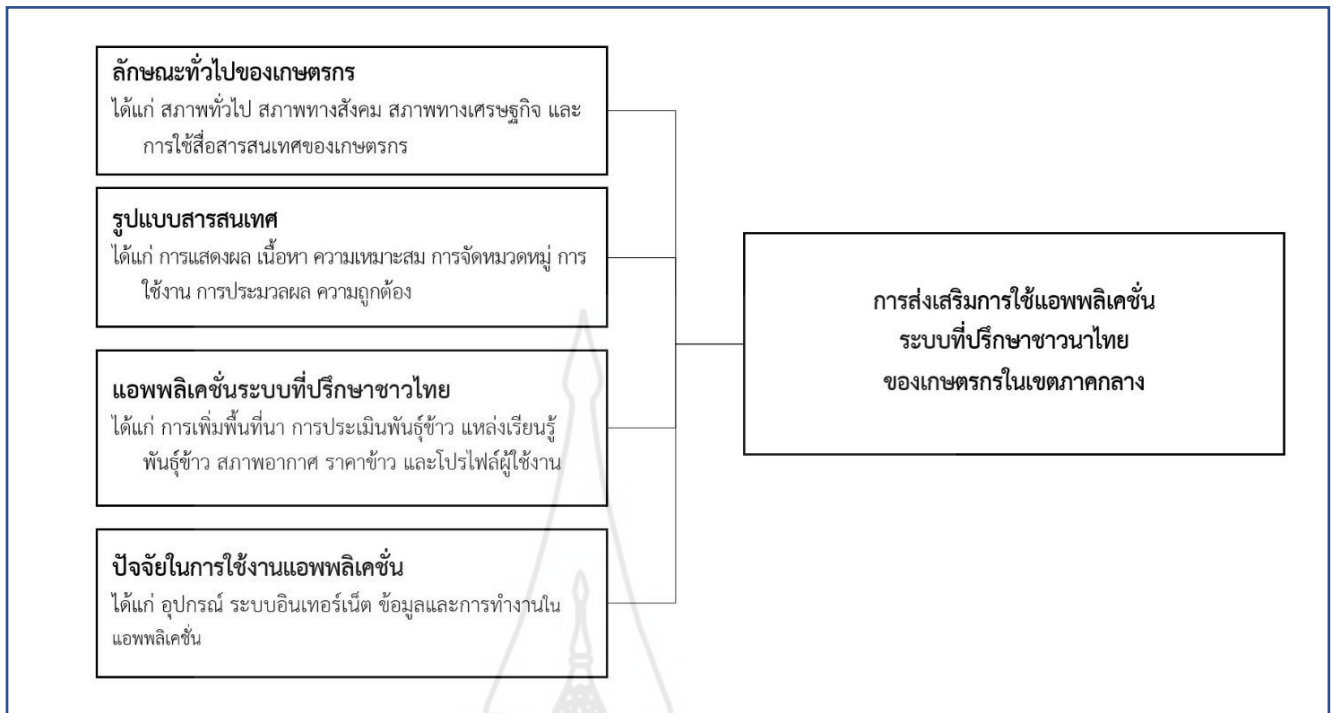 ลักษณะทั่วไปของเกษตรกร
ได้แก่ สภาพทั่วไป สภาพทางสังคม สภาพทางเศรษฐกิจ และ
การใช้สื่อสารสนเทศของเกษตรกร
รูปแบบสารสนเทศ
ได้แก่ การแสดงผล เนื้อหา ความเหมาะสม การจัดหมวดหมู่ การ
ใช้งาน การประมวลผล ความถูกต้อง
แอพพลิเคชั่นระบบที่ปรึกษาชาวไทย
ได้แก่ การเพิ่มพื้นที่นา การประเมินพันธุ์ข้าว แหล่งเรียนรู้
พันธุ์ข้าว สภาพอากาศ ราคาข้าว และโปรไฟล์ผู้ใช้งาน
ปัจจัยในการใช้งานแอพพลิเคชั่น
ได้แก่ อุปกรณ์ ระบบอินเทอร์เน็ต ข้อมูลและการทำงานใน
แอพพลิเคชั่น
การส่งเสริมการใช้แอพพลิเคชั่น
ระบบที่ปรึกษาชาวนาไทย
ของเกษตรกรในเขตภาคกลาง